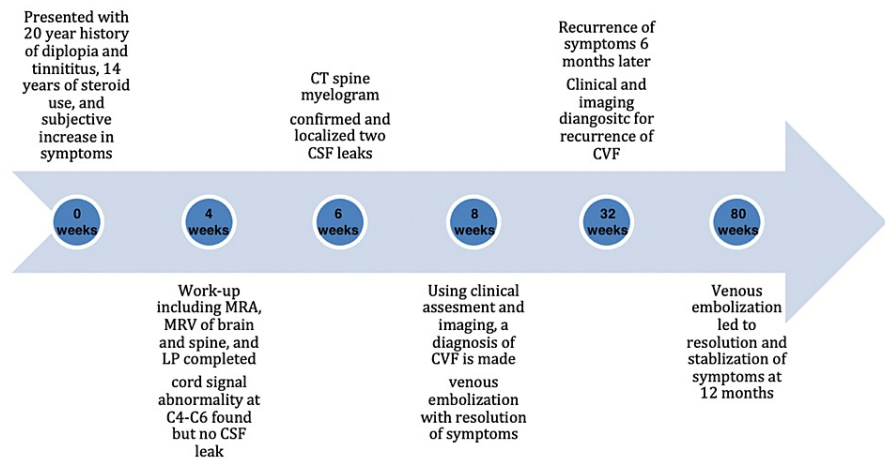 Presented with
20 year history
of diplopia and
tinnititus, 14
years of steroid
use, and
subjective
increase in
symptoms
0
weeks
Work-up
including MRA,
MRV of brain
and spine, and
LP completed
cord signal
abnormality at
C4-C6 found
but no CSF
leak
4
weeks
CT spine
myelogram
confirmed and
localized two
CSF leaks
6
weeks
Using clinical
assesment and
imaging, a
diagnosis of
CVF is made
venous
embolization
with resolution
of symptoms
8
weeks
Recurrence of
symptoms 6
months later
Clinical and
imaging
diangositc for
recurrence of
CVF
32
weeks
Venous
embolization
led to
resolution and
stablization of
symptoms at
12 months
80
weeks